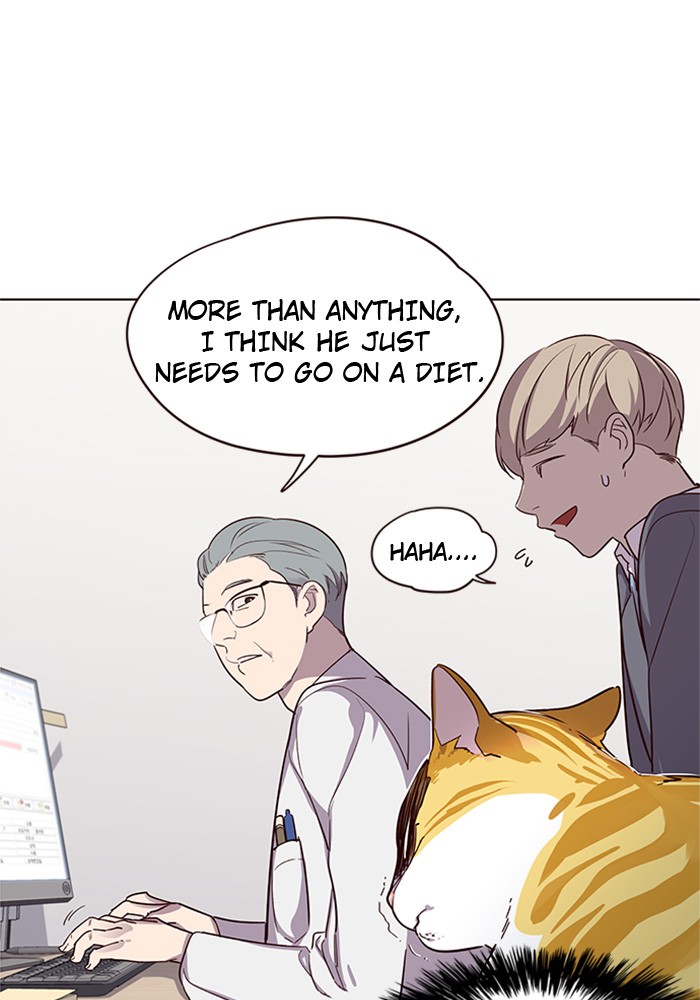 MORE THAN ANYTHING,
I THINK HE JUST
NEEDS TO GO ON A DIET.
HAHA....